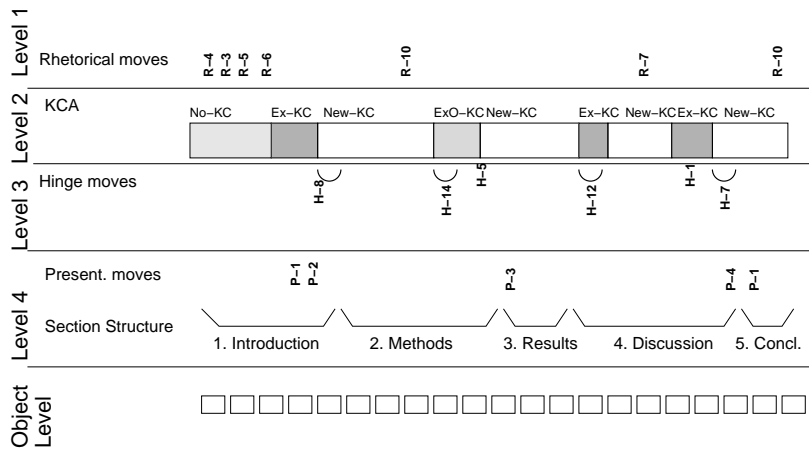 Level 1
Rhetorical moves
R–4
R–3
R–5
R–6
R–10
R–7
R–10
Level 2
KCA
No–KC Ex–KC New–KC ExO–KC New–KC Ex–KC New–KC Ex–KC New–KC
Level 3
Hinge moves
H–8
H–14
H–5
H–12
H–1
H–7
Level 4
Present. moves
P–1
P–2
P–3
P–4
P–1
Section Structure
1. Introduction 2. Methods 3. Results 4. Discussion 5. Concl.
Object
Level